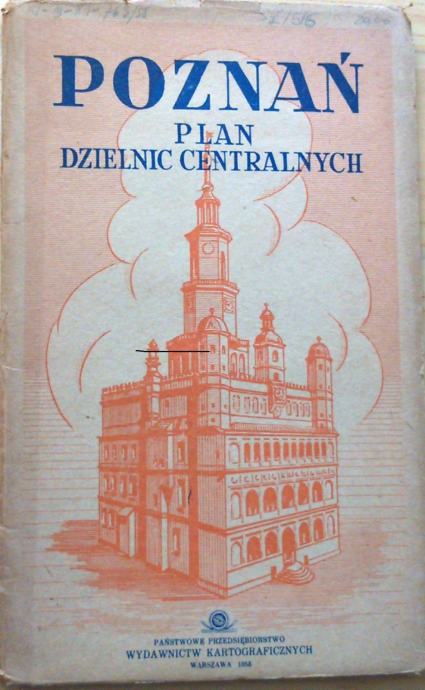 POZNAŃ
PLAN
DZIELNIC CENTRALNYCH
PAŃSTWOWE PRZEDSIĘBIORSTWO
WYDAWNICTW KARTOGRAFICZNYCH
WARSZAWA